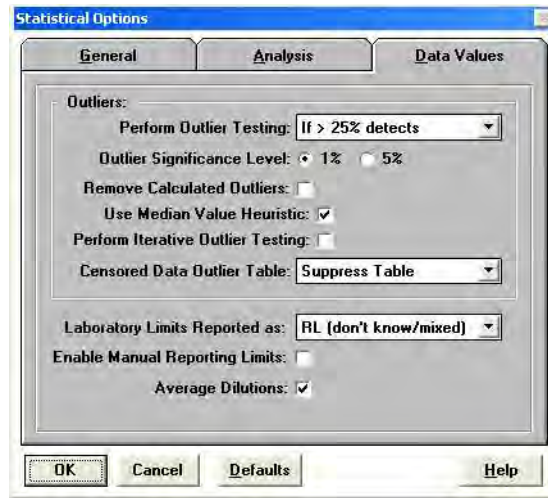 Statistical Options
General Analysis Data Values
Outliers:
Perform Outlier Testing: If > 25% detects
Outlier Significance Level: 1% 5%
Remove Calculated Outliers:
Use Median Value Heuristic:
Perform Iterative Outlier Testing:
Censored Data Outlier Table: Suppress Table
Laboratory Limits Reported as: RL (don't know/mixed)
Enable Manual Reporting Limits:
Average Dilutions:
OK Cancel Defaults Help